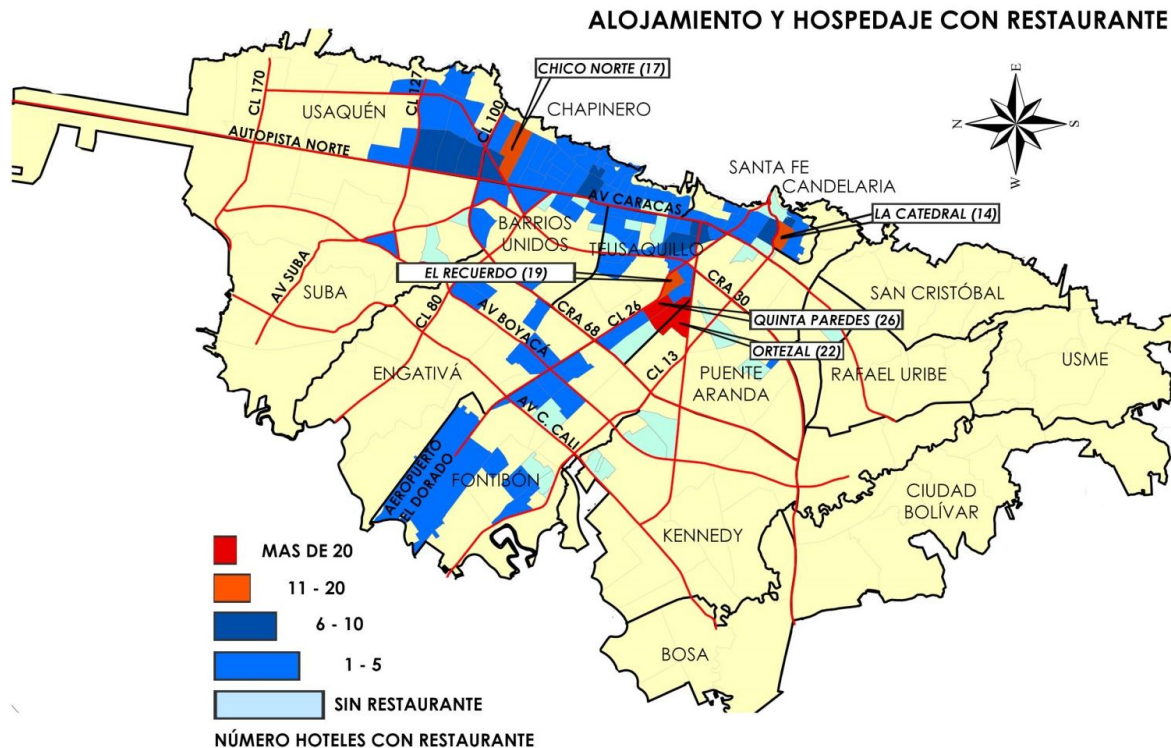 ALOJAMIENTO Y HOSPEDAJE CON RESTAURANTE
CHICO NORTE (17)
CL 170
CL 127
USAQUÉN
CL 100
CHAPINERO
E
N
S
W
AUTOPISTA NORTE
SANTA FE
CANDELARIA
AV CARACAS
LA CATEDRAL (14)
BARRIOS
UNIDOS
TEUSAQUILLO
EL RECUERDO (19)
AV SUBA
SUBA
CL 80
AV BOYACÁ
CRA 68
CL 26
CRA 30
SAN CRISTÓBAL
QUINTA PAREDES (26)
ORTEZAL (22)
CL 13
ENGATIVÁ
PUENTE
ARANDA
RAFAEL URIBE
USME
AV C. CALI
AEROPUERTO
EL DORADO
FONTIBÓN
CIUDAD
BOLÍVAR
KENNEDY
BOSA
MAS DE 20
11 - 20
6 - 10
1 - 5
SIN RESTAURANTE
NÚMERO HOTELES CON RESTAURANTE